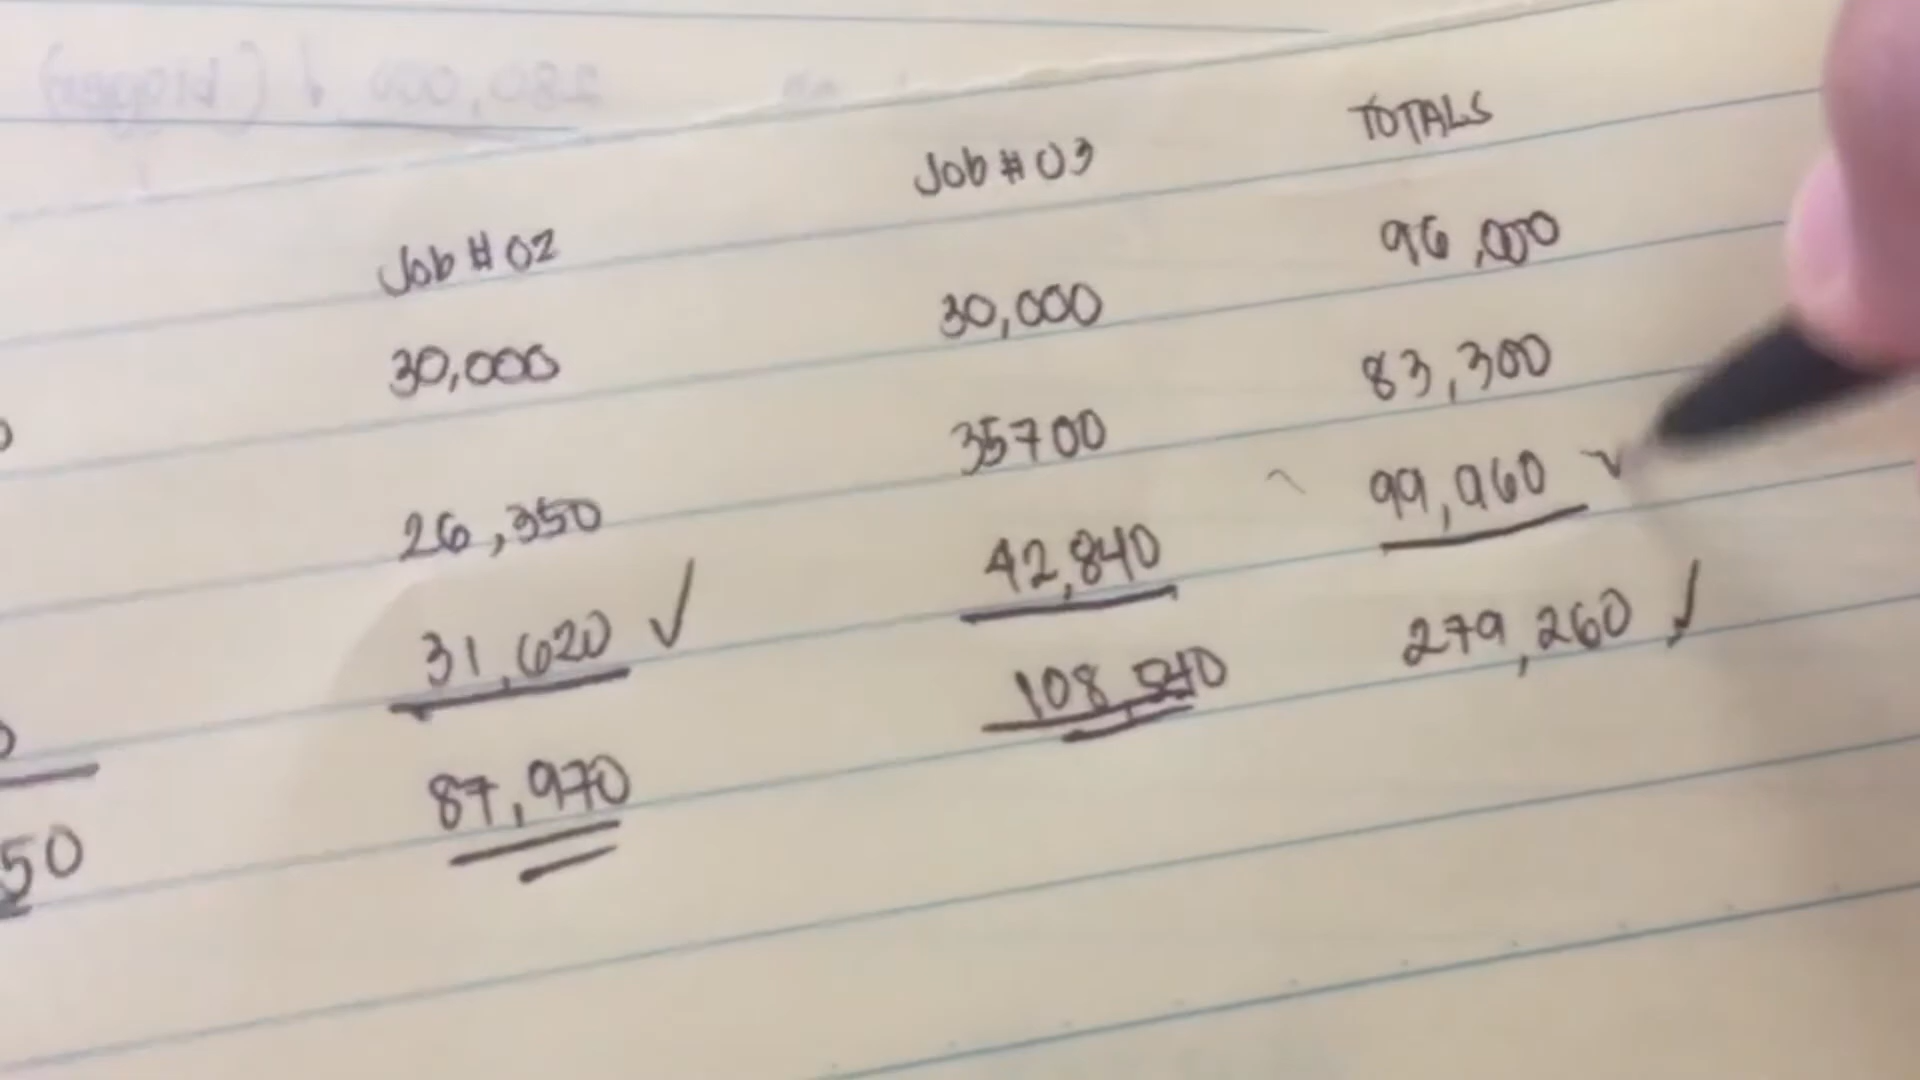 Job # 02 Job # 03 TOTALS
30,000 30,000 96,000
26,350 35700 83,300
31,620 ✓ 42,840 99,960 ✓
50 87,970 108,540 279,260 ✓